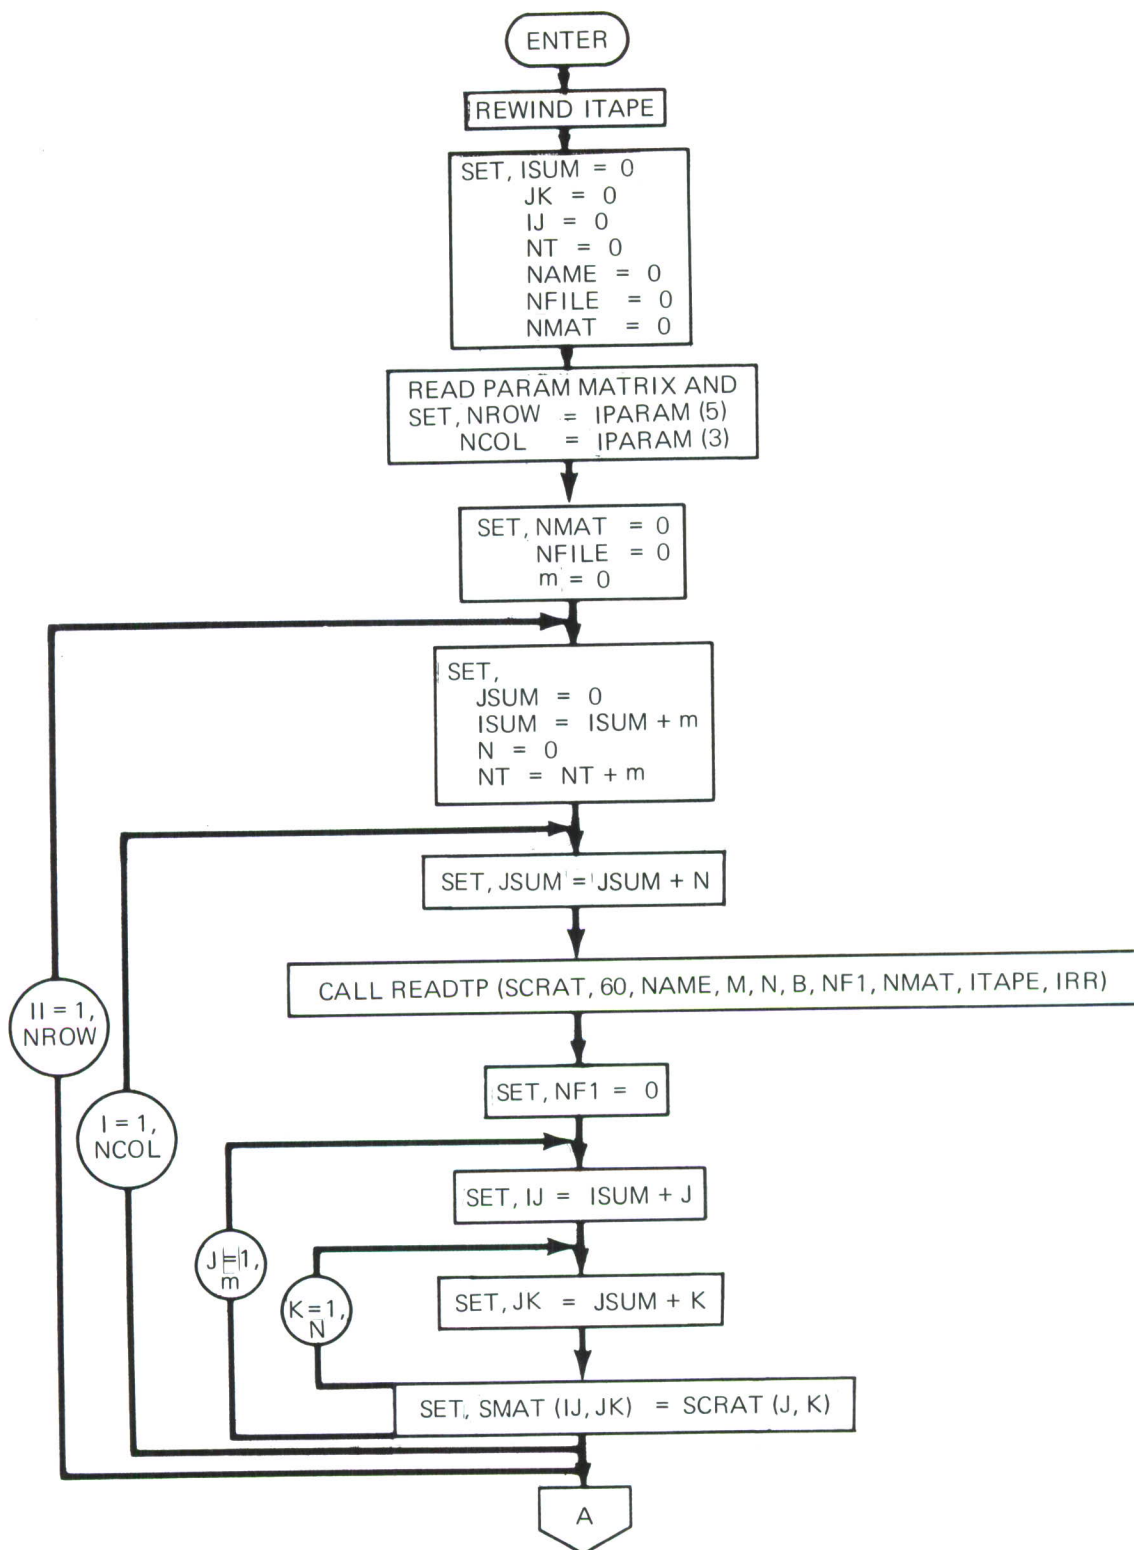 ENTER
REWIND ITAPE
SET, ISUM = 0
JK = 0
IJ = 0
NT = 0
NAME = 0
NFILE = 0
NMAT = 0
READ PARAM MATRIX AND
SET, NROW = IPARAM (5)
NCOL = IPARAM (3)
SET, NMAT = 0
NFILE = 0
m = 0
SET,
JSUM = 0
ISUM = ISUM + m
N = 0
NT = NT + m
SET, JSUM = JSUM + N
CALL READTP (SCRAT, 60, NAME, M, N, B, NF1, NMAT, ITAPE, IRR)
II = 1,
NROW
SET, NF1 = 0
I = 1,
NCOL
SET, IJ = ISUM + J
J = 1,
m
SET, JK = JSUM + K
K = 1,
N
SET, SMAT (IJ, JK) = SCRAT (J, K)
A